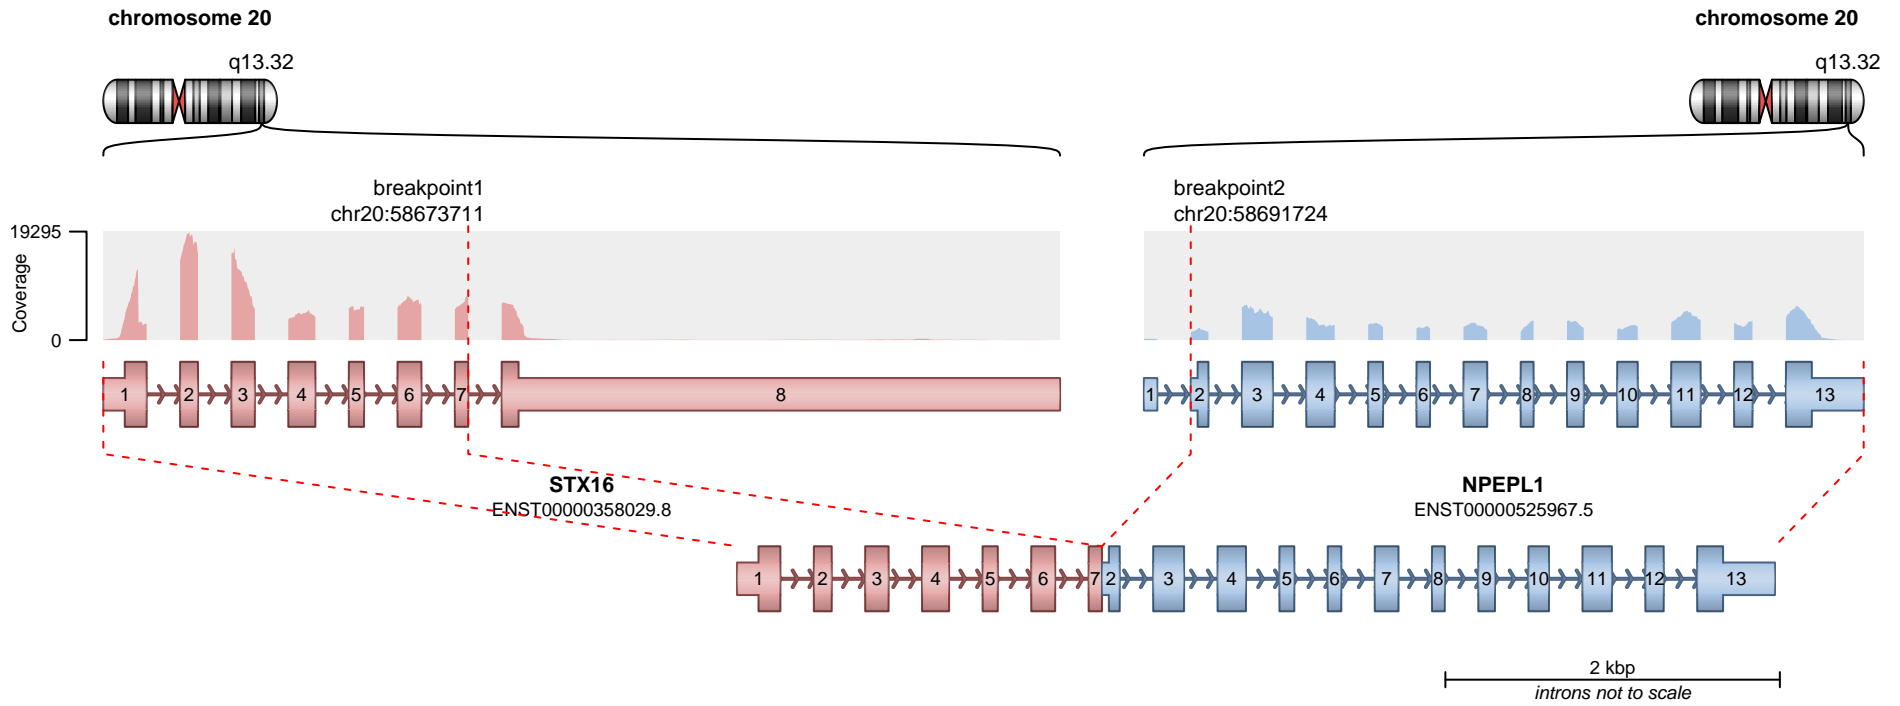 chromosome 20
chromosome 20
q13.32
q13.32
breakpoint1
chr20:58673711
breakpoint2
chr20:58691724
19295
Coverage
0
1 2 3 4 5 6 7 8
1 2 3 4 5 6 7 8 9 10 11 12 13
STX16
ENST00000358029.8
NPEPL1
ENST00000525967.5
1 2 3 4 5 6 7 2 3 4 5 6 7 8 9 10 11 12 13
2 kbp
introns not to scale